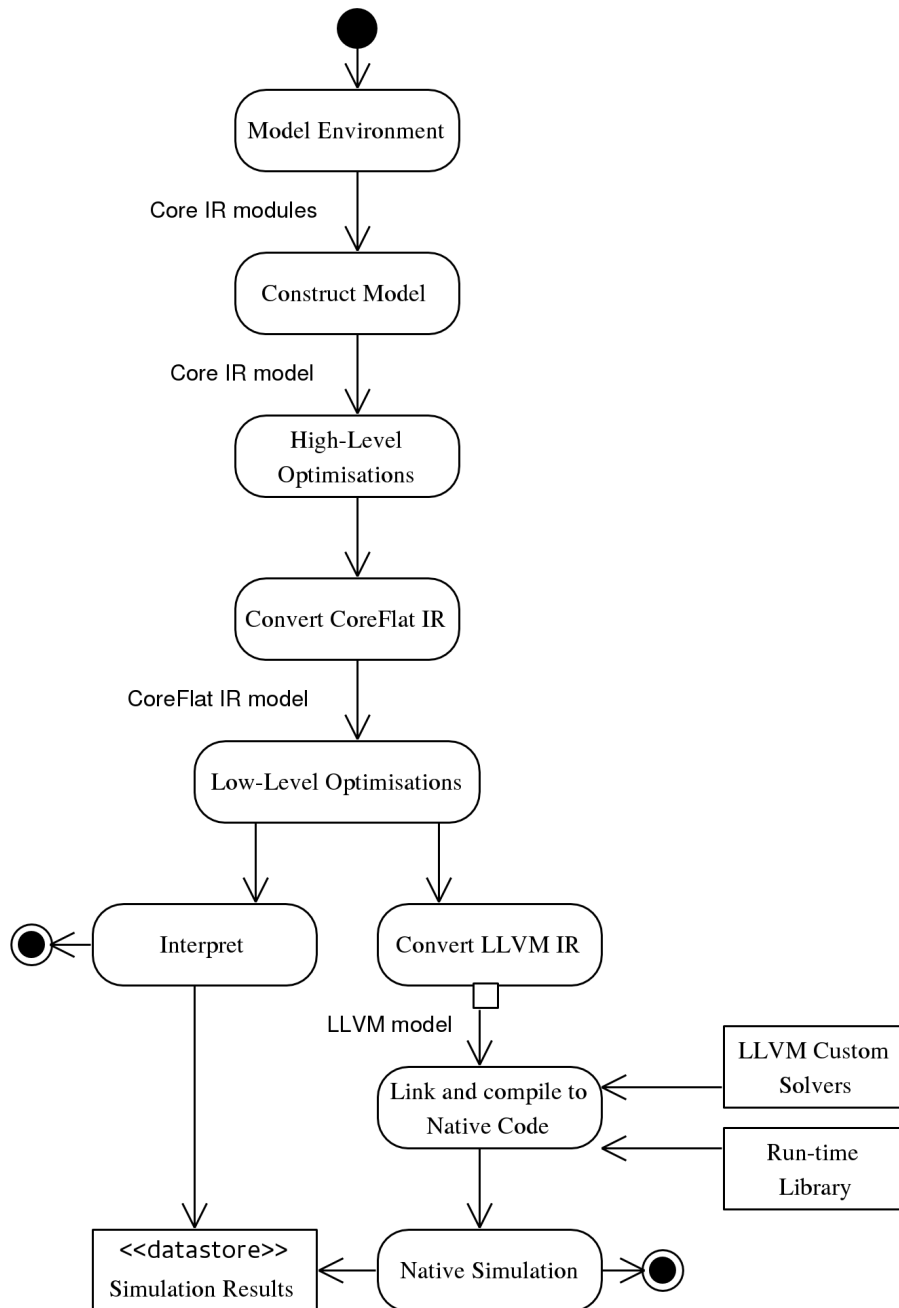 Model Environment
Core IR modules
Construct Model
Core IR model
High-Level
Optimisations
Convert CoreFlat IR
CoreFlat IR model
Low-Level Optimisations
Interpret
Convert LLVM IR
LLVM model
LLVM Custom
Solvers
Link and compile to
Native Code
Run-time
Library
<<datastore>>
Simulation Results
Native Simulation